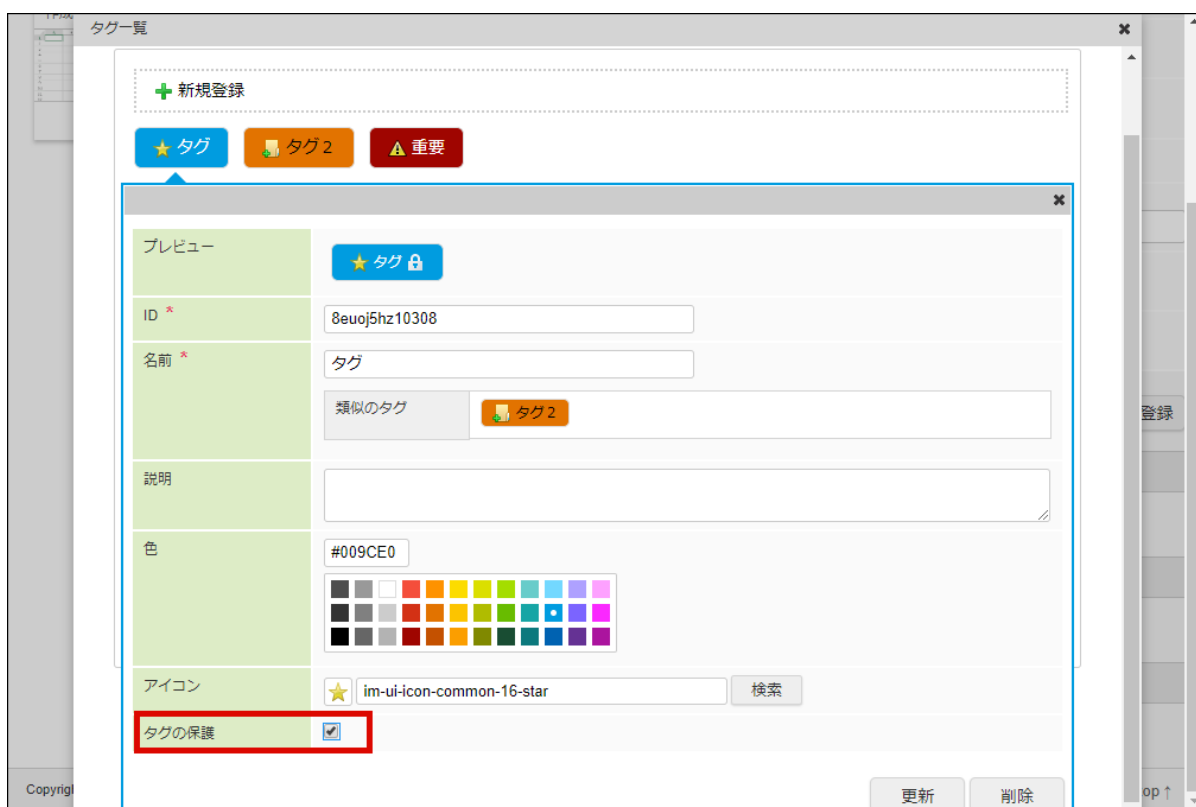 タグ一覧
新規登録
タグ タグ２ 重要
プレビュー
タグ
ID *
8euoj5hz10308
名前 *
タグ
類似のタグ
タグ２
説明
色
#009CE0
アイコン
im-ui-icon-common-16-star
検索
タグの保護
更新 削除
登録
Copyrig
op ↑